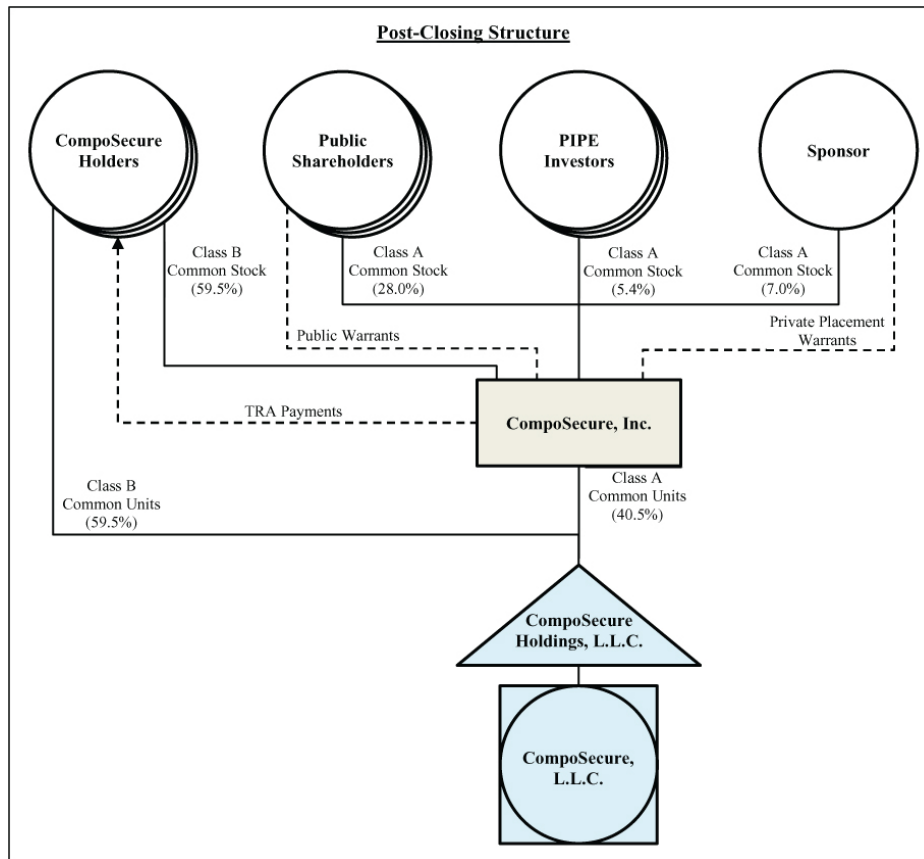 Post-Closing Structure
CompoSecure
Holders
Public
Shareholders
PIPE
Investors
Sponsor
Class B
Common Stock
(59.5%)
Class A
Common Stock
(28.0%)
Class A
Common Stock
(5.4%)
Class A
Common Stock
(7.0%)
Public Warrants
Private Placement
Warrants
TRA Payments
CompoSecure, Inc.
Class B
Common Units
(59.5%)
Class A
Common Units
(40.5%)
CompoSecure
Holdings, L.L.C.
CompoSecure,
L.L.C.